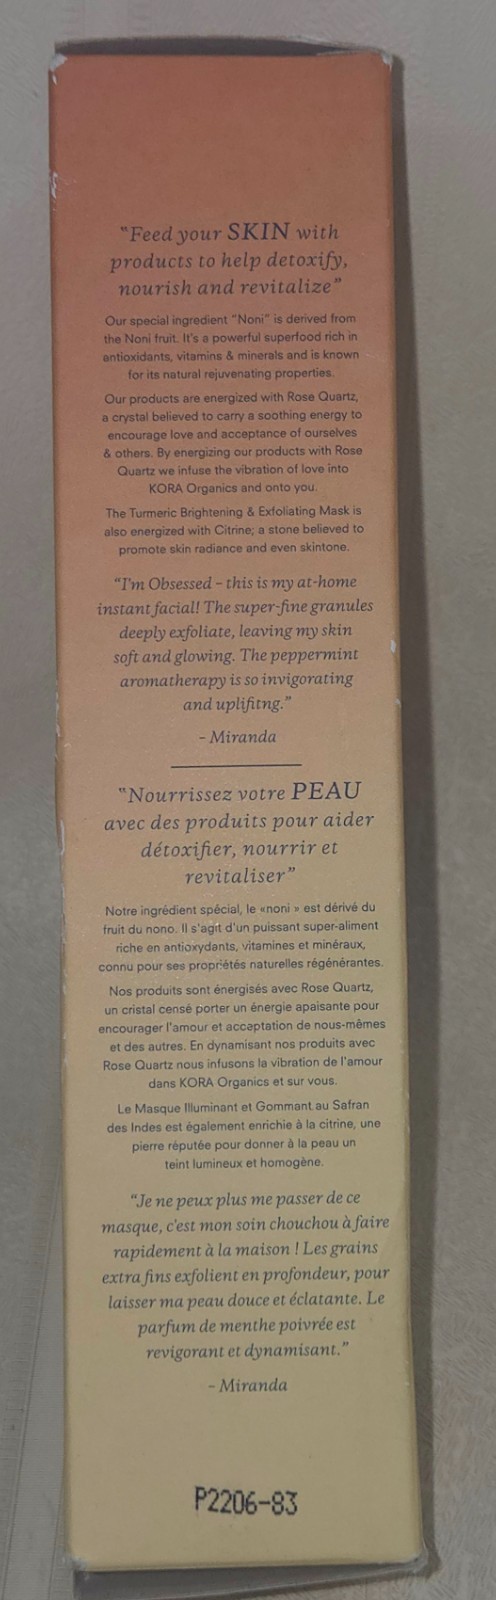 “Feed your SKIN with
products to help detoxify,
nourish and revitalize”
Our special ingredient “Noni” is derived from
the Noni fruit. It's a powerful superfood rich in
antioxidants, vitamins & minerals and is known
for its natural rejuvenating properties.
Our products are energized with Rose Quartz,
a crystal believed to carry a soothing energy to
encourage love and acceptance of ourselves
& others. By energizing our products with Rose
Quartz we infuse the vibration of love into
KORA Organics and onto you.
The Turmeric Brightening & Exfoliating Mask is
also energized with Citrine; a stone believed to
promote skin radiance and even skintone.
“I'm Obsessed – this is my at-home
instant facial! The super-fine granules
deeply exfoliate, leaving my skin
soft and glowing. The peppermint
aromatherapy is so invigorating
and uplifitng.”
– Miranda
“Nourrissez votre PEAU
avec des produits pour aider
détoxifier, nourrir et
revitaliser”
Notre ingrédient spécial, le «noni » est dérivé du
fruit du nono. Il s'agit d'un puissant super-aliment
riche en antioxydants, vitamines et minéraux,
connu pour ses propriétés naturelles régénérantes.
Nos produits sont énergisés avec Rose Quartz,
un cristal censé porter un énergie apaisante pour
encourager l'amour et acceptation de nous-mêmes
et des autres. En dynamisant nos produits avec
Rose Quartz nous infusons la vibration de l'amour
dans KORA Organics et sur vous.
Le Masque Illuminant et Gommant au Safran
des Indes est également enrichie à la citrine, une
pierre réputée pour donner à la peau un
teint lumineux et homogène.
“Je ne peux plus me passer de ce
masque, c'est mon soin chouchou à faire
rapidement à la maison ! Les grains
extra fins exfolient en profondeur, pour
laisser ma peau douce et éclatante. Le
parfum de menthe poivrée est
revigorant et dynamisant.”
– Miranda
P2206-83